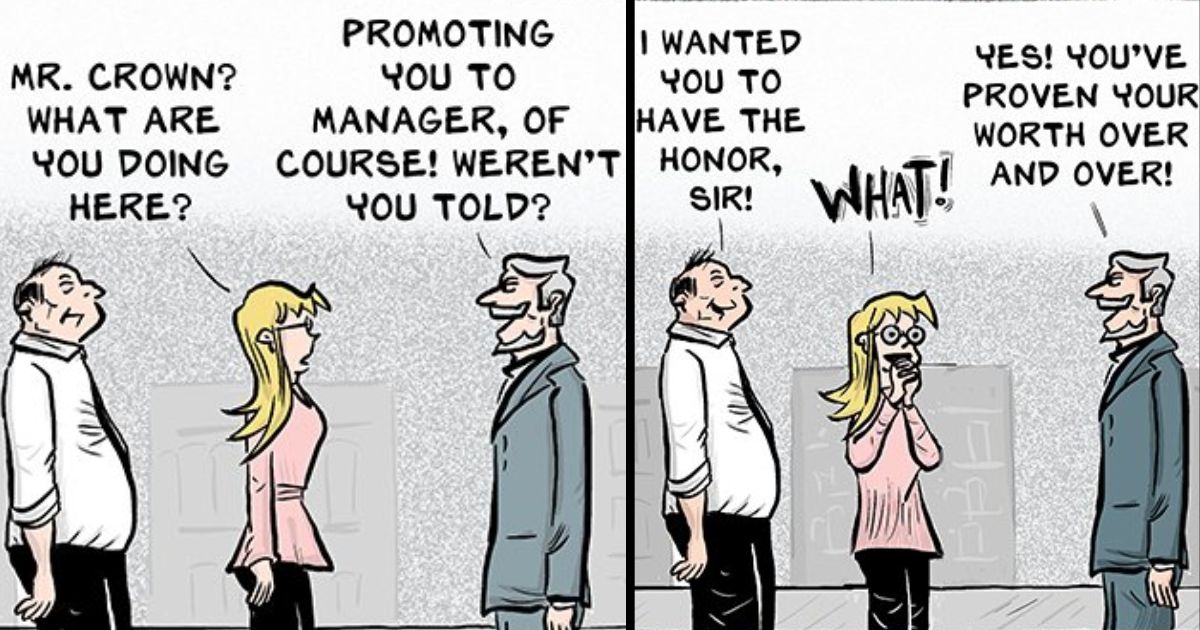 MR. CROWN?
WHAT ARE
YOU DOING
HERE?
PROMOTING
YOU TO
MANAGER, OF
COURSE! WEREN'T
YOU TOLD?
I WANTED
YOU TO
HAVE THE
HONOR,
SIR!
WHAT!
YES! YOU'VE
PROVEN YOUR
WORTH OVER
AND OVER!